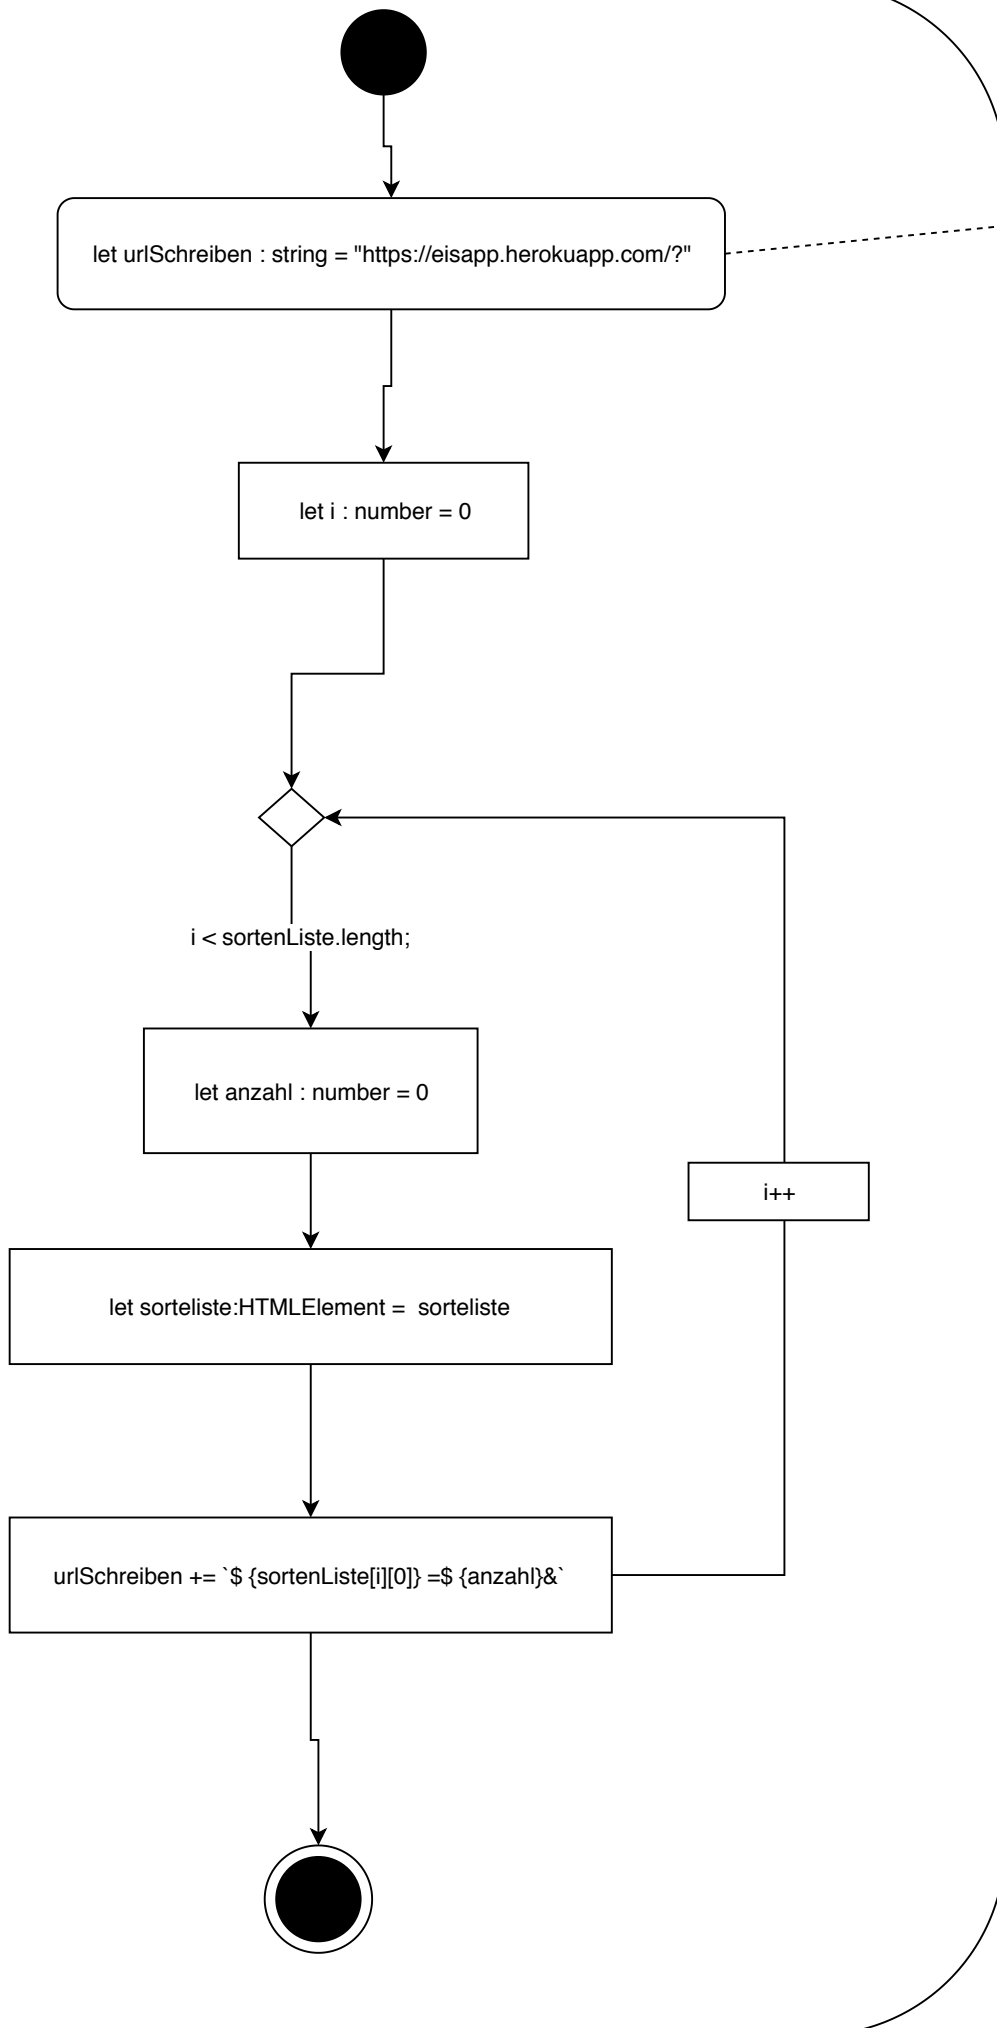 let urlSchreiben : string = "https://eisapp.herokuapp.com/?"
let i : number = 0
i < sortenListe.length;
let anzahl : number = 0
i++
let sorteliste:HTMLElement =  sorteliste
urlSchreiben += `$ {sortenListe[i][0]} =$ {anzahl}&`